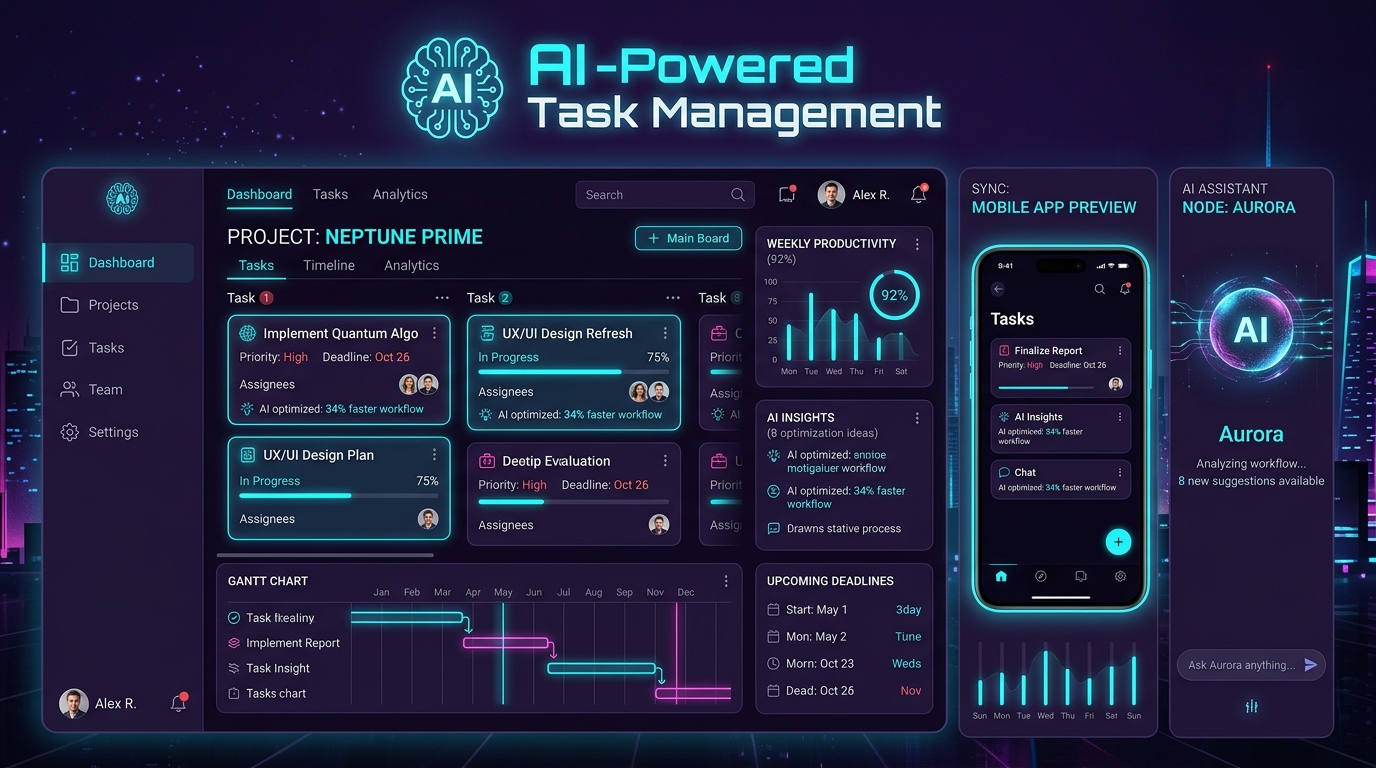 AI
AI-Powered
Task Management
Dashboard
Projects
Tasks
Team
Settings
Alex R.
Dashboard Tasks Analytics
Search
Alex R.
PROJECT: NEPTUNE PRIME
+ Main Board
Tasks Timeline Analytics
Task 1
Implement Quantum Algo
Priority: High Deadline: Oct 26
Assignees
AI optimized: 34% faster workflow
UX/UI Design Plan
In Progress 75%
Assignees
Task 2
UX/UI Design Refresh
In Progress 75%
Assignees
AI optimized: 34% faster workflow
Deetip Evaluation
Priority: High Deadline: Oct 26
Assignees
Task
C
Priorit
AI
U
Priorit
WEEKLY PRODUCTIVITY
(92%)
92%
100
75
50
25
0
Mon Tue Wed Thu Fri Sat
AI INSIGHTS
(8 optimization ideas)
AI optimized: anoioe
motigaluer workflow
AI optimized: 34% faster
workflow
Drawns stative process
GANTT CHART
Jan Feb Mar Apr May Jun Jul Aug Sep Nov Dec
Task
Implement Report
Task Insight
Tasks chart
UPCOMING DEADLINES
Start: May 1 3day
Mon: May 2 Tune
Morn: Oct 23 Weds
Dead: Oct 26 Nov
SYNC:
MOBILE APP PREVIEW
9:41
Tasks
Finalize Report
Priority: High Deadline: Oct 26
AI Insights
AI optimized: 34% faster
workflow
Chat
AI optimized: 34% faster workflow
+
Sun Mon Tue Wed Thu Fri Sat Sun
AI ASSISTANT
NODE: AURORA
AI
Aurora
Analyzing workflow...
8 new suggestions available
Ask Aurora anything...